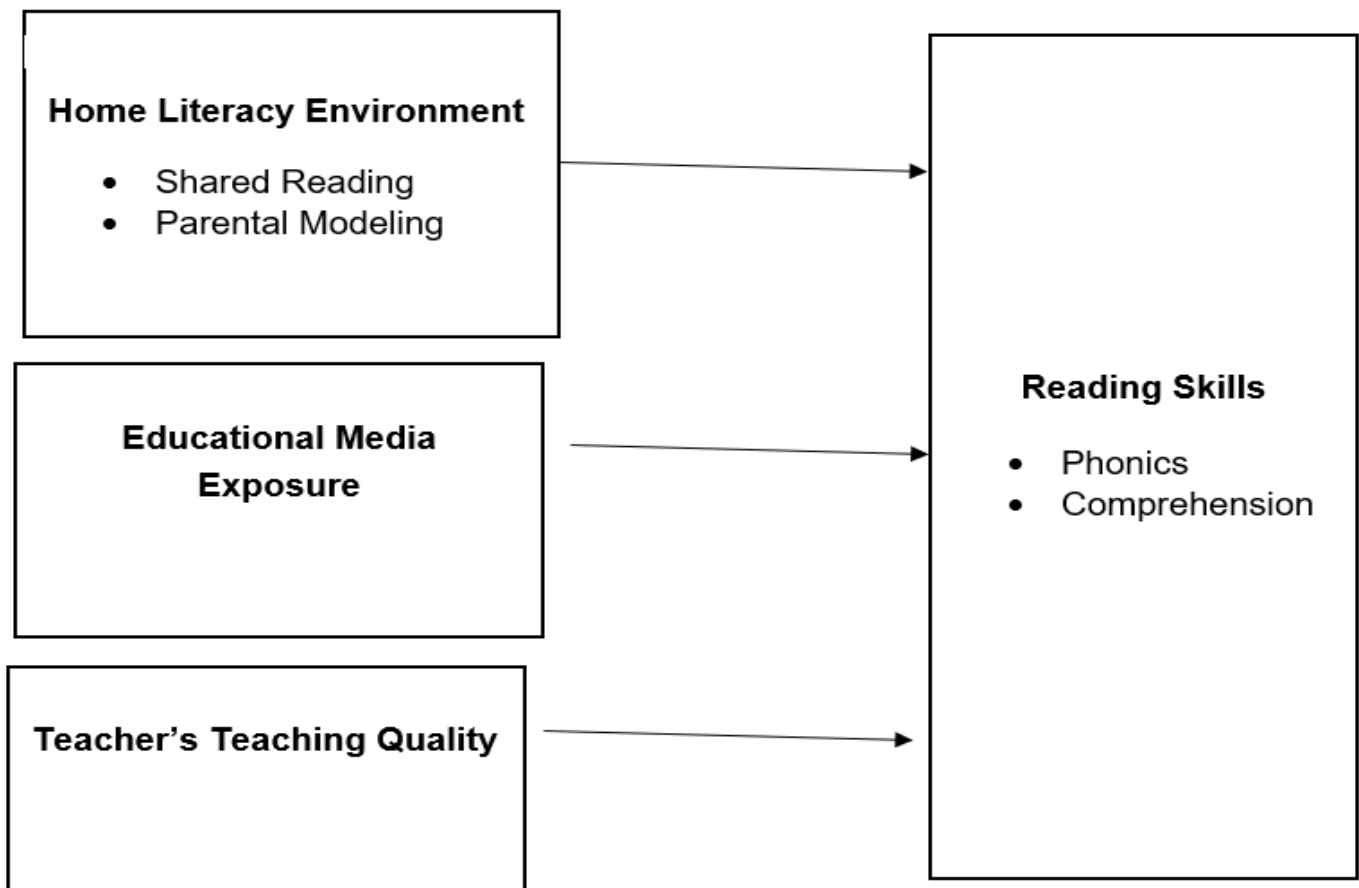 Home Literacy Environment
• Shared Reading
• Parental Modeling
Educational Media
Exposure
Teacher’s Teaching Quality
Reading Skills
• Phonics
• Comprehension